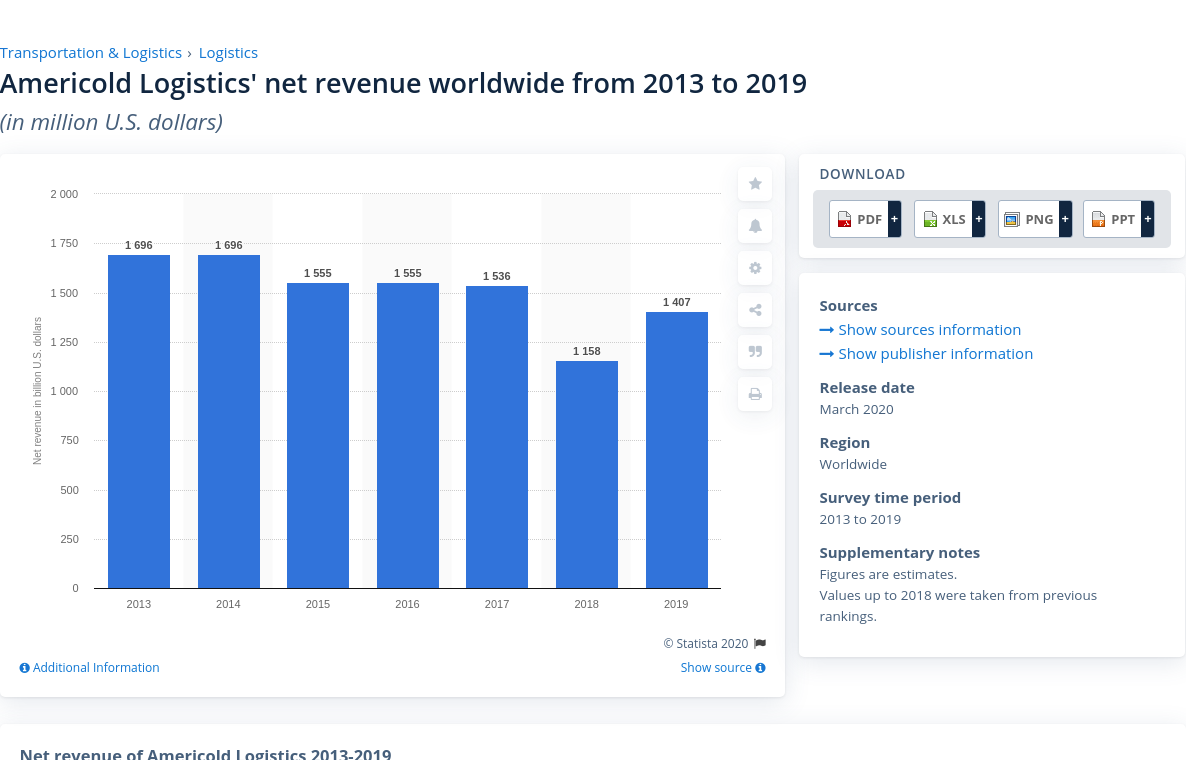 Transportation & Logistics › Logistics
Americold Logistics' net revenue worldwide from 2013 to 2019
(in million U.S. dollars)
Net revenue in billion U.S. dollars
2 000
1 750
1 500
1 250
1 000
750
500
250
0
1 696
1 696
1 555
1 555
1 536
1 158
1 407
2013
2014
2015
2016
2017
2018
2019
© Statista 2020
Additional Information
Show source
DOWNLOAD
PDF + XLS + PNG + PPT +
Sources
Show sources information
Show publisher information
Release date
March 2020
Region
Worldwide
Survey time period
2013 to 2019
Supplementary notes
Figures are estimates.
Values up to 2018 were taken from previous
rankings.
Net revenue of Americold Logistics 2013-2019